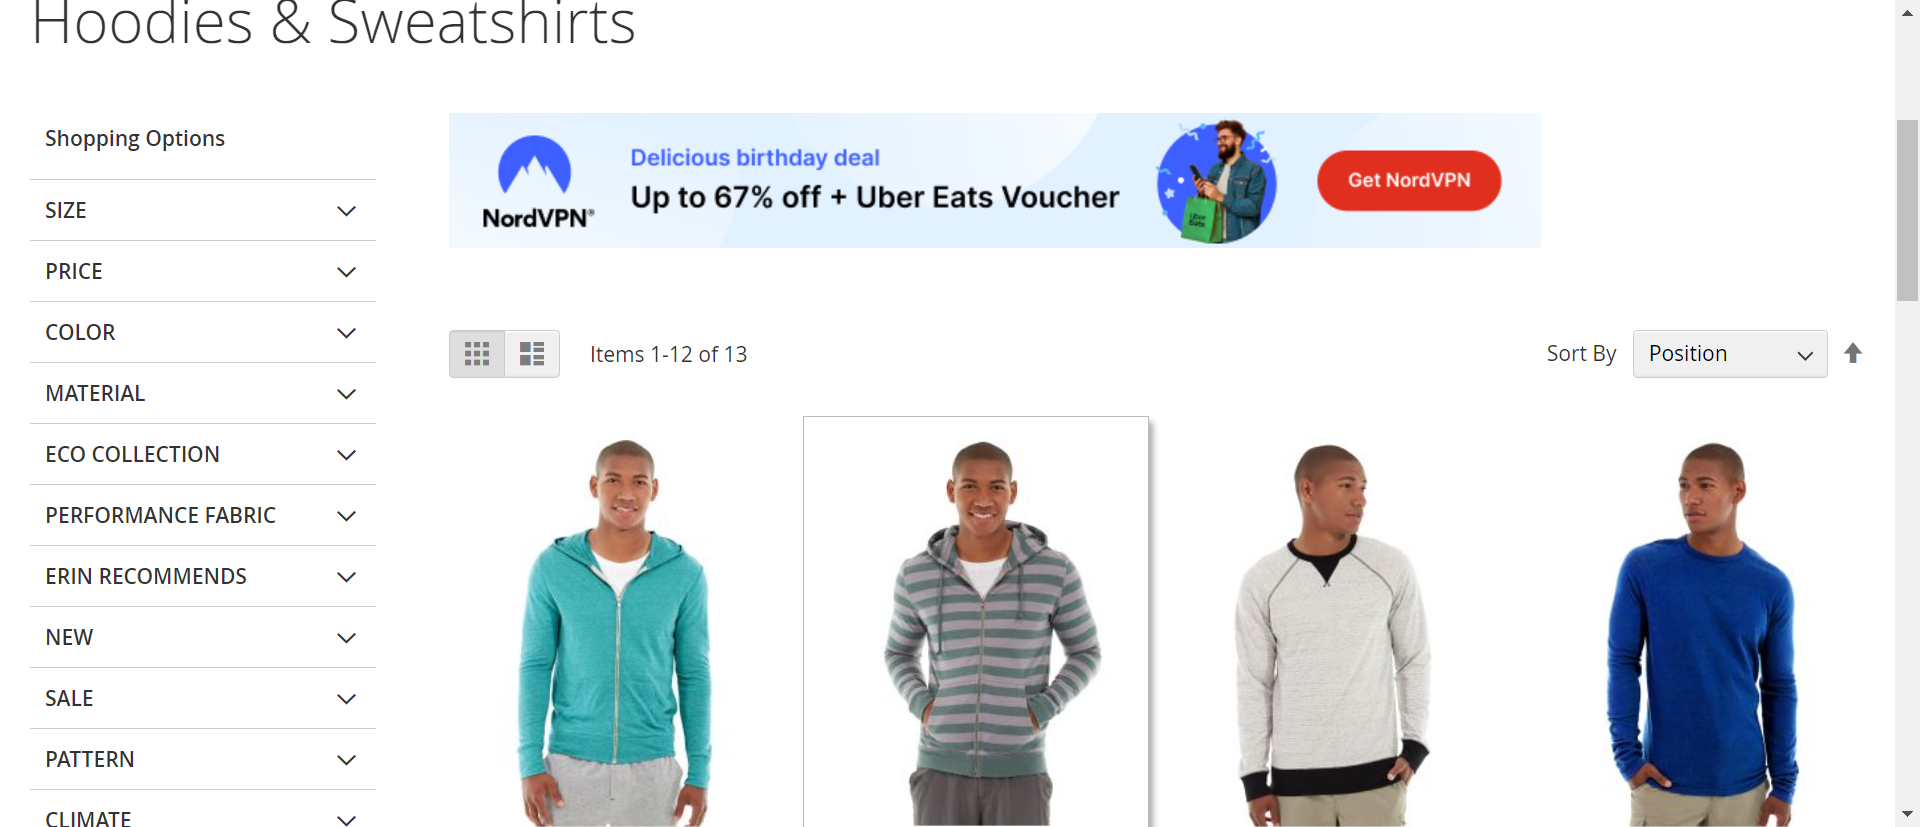 Hoodies & Sweatshirts
Shopping Options
SIZE
PRICE
COLOR
MATERIAL
ECO COLLECTION
PERFORMANCE FABRIC
ERIN RECOMMENDS
NEW
SALE
PATTERN
CLIMATE
NordVPN®
Delicious birthday deal
Up to 67% off + Uber Eats Voucher
Uber
Eats
Get NordVPN
Items 1-12 of 13
Sort By
Position